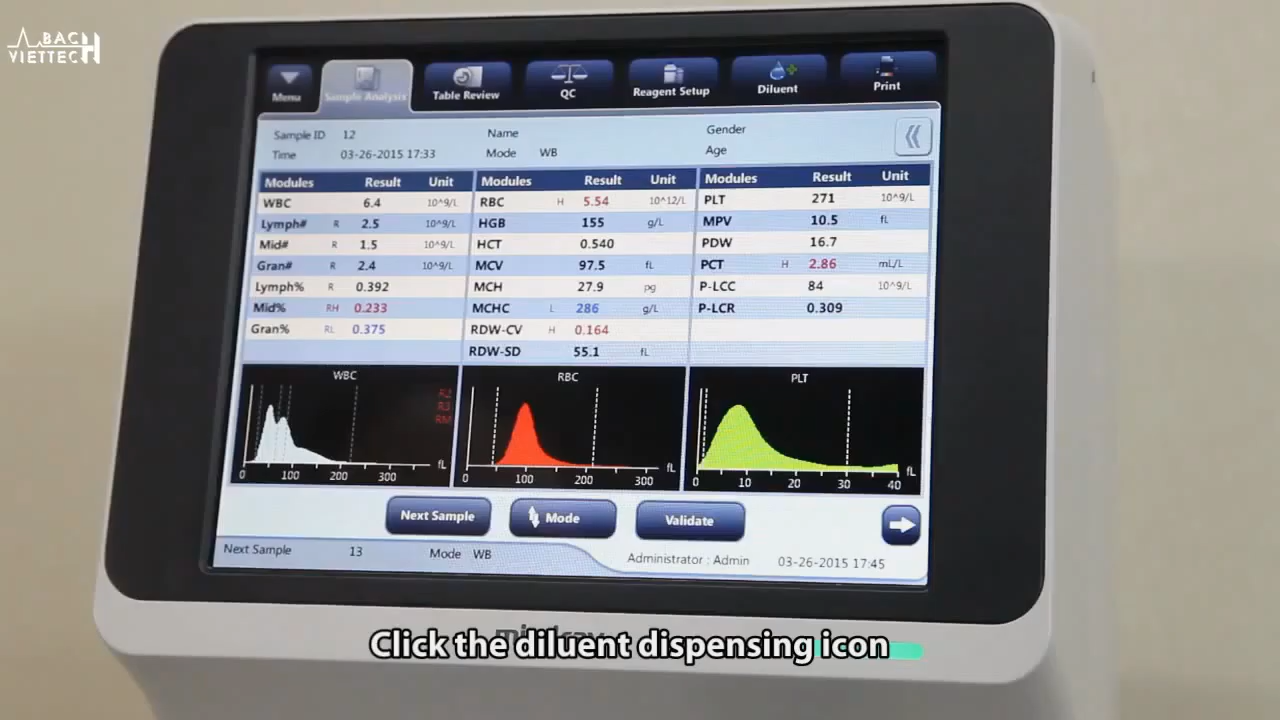 BACH
VIETTECH
Menu
Sample Analysis
Table Review
QC
Reagent Setup
Diluent
Print
Sample ID 12 Name Gender
Time 03-26-2015 17:33 Mode WB Age
Modules Result Unit Modules Result Unit Modules Result Unit
WBC 6.4 10^9/L RBC H 5.54 10^12/L PLT 271 10^9/L
Lymph# R 2.5 10^9/L HGB 155 g/L MPV 10.5 fL
Mid# R 1.5 10^9/L HCT 0.540 PDW 16.7
Gran# R 2.4 10^9/L MCV 97.5 fL PCT H 2.86 mL/L
Lymph% R 0.392 MCH 27.9 pg P-LCC 84 10^9/L
Mid% RH 0.233 MCHC L 286 g/L P-LCR 0.309
Gran% RL 0.375 RDW-CV H 0.164
RDW-SD 55.1 fL
WBC RBC PLT
R2
R3
RM
0 100 200 300 fL 0 100 200 300 fL 0 10 20 30 40 fL
Next Sample Mode Validate
Next Sample 13 Mode WB Administrator : Admin 03-26-2015 17:45
Click the diluent dispensing icon